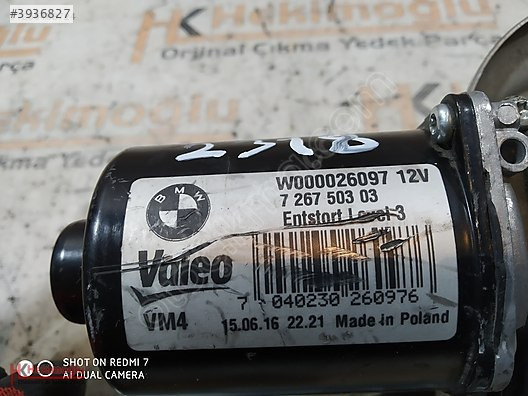 #3936827
Hakimoğlu
Orjinal Çıkma Yedek Parça
W000026097 12V
7 267 503 03
Entstort Level 3
BMW
Valeo
7 040230 260976
VM4 15.06.16 22.21 Made in Poland
SHOT ON REDMI 7
AI DUAL CAMERA